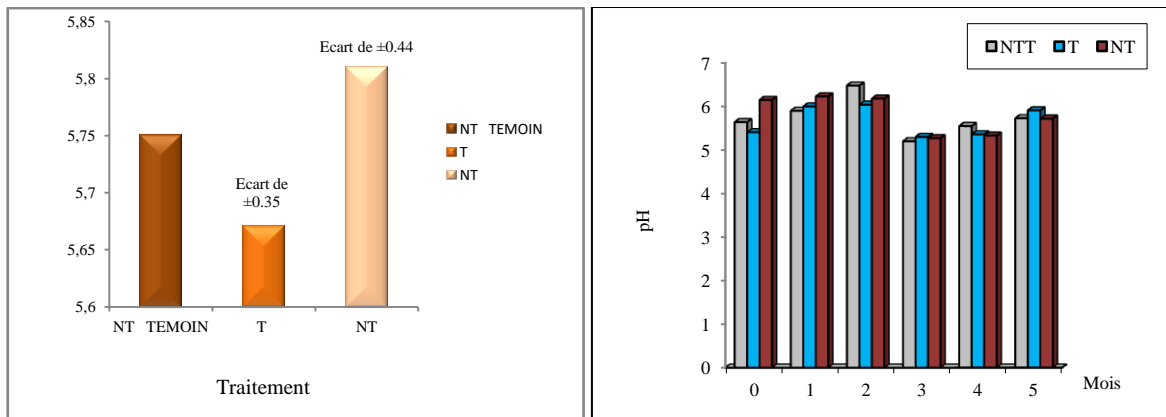 5,85
5,8
5,75
5,7
5,65
5,6
Ecart de ±0.44
Ecart de
±0.35
NT TEMOIN
T
NT
NT TEMOIN
T
NT
Traitement
NTT
T
NT
7
6
5
4
3
2
1
0
pH
0
1
2
3
4
5
Mois